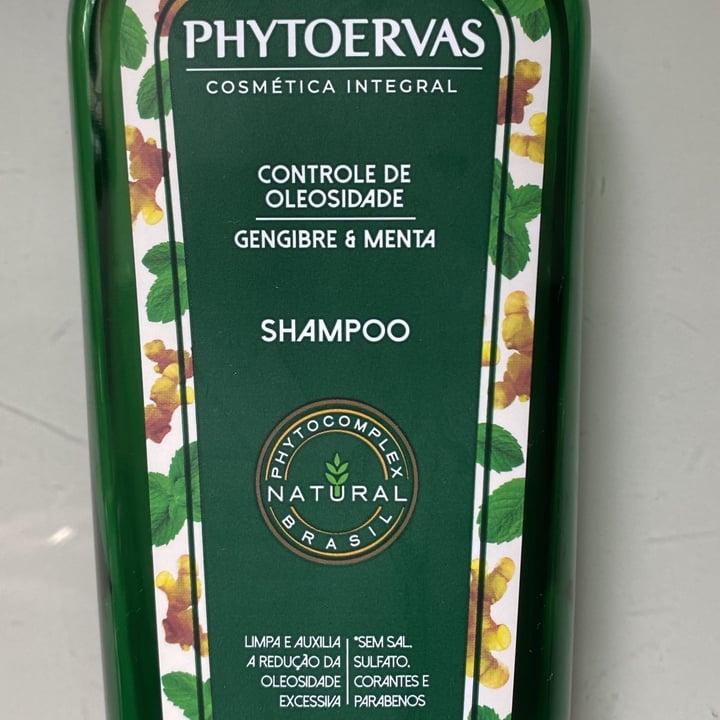 PHYTOERVAS
COSMÉTICA INTEGRAL
CONTROLE DE
OLEOSIDADE
GENGIBRE & MENTA
SHAMPOO
PHYTOCOMPLEX
NATURAL
BRASIL
LIMPA E AUXILIA
A REDUÇÃO DA
OLEOSIDADE
EXCESSIVA
*SEM SAL,
SULFATO,
CORANTES E
PARABENOS